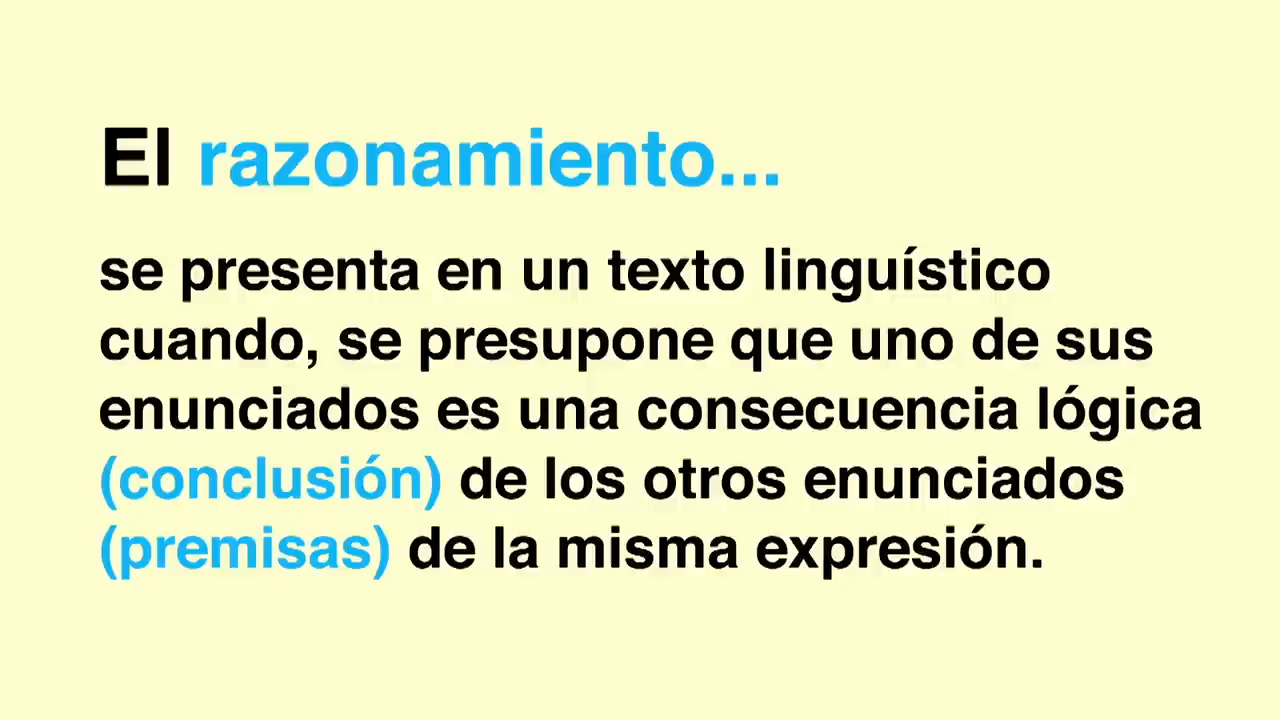 El razonamiento...
se presenta en un texto linguístico
cuando, se presupone que uno de sus
enunciados es una consecuencia lógica
(conclusión) de los otros enunciados
(premisas) de la misma expresión.